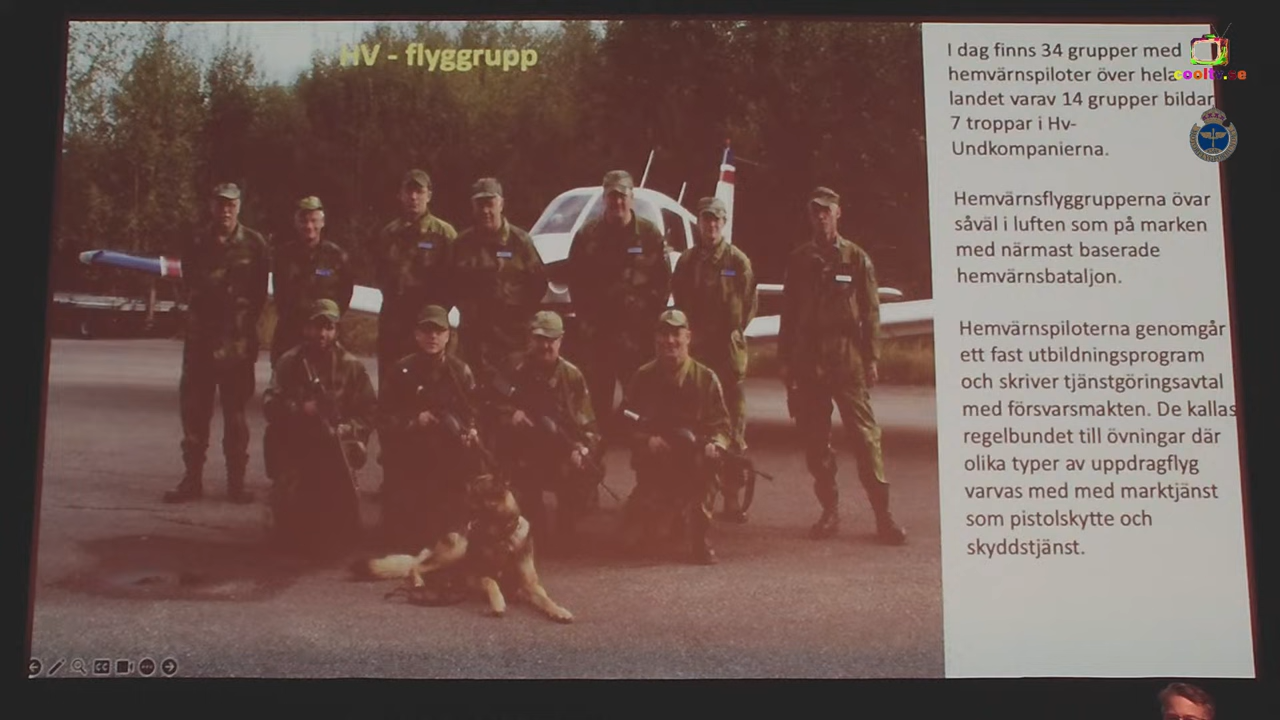 HV - flyggrupp
I dag finns 34 grupper med
hemvärnspiloter över hela
landet varav 14 grupper bildar
7 troppar i Hv-
Undkompanierna.
Hemvärnsflyggrupperna övar
såväl i luften som på marken
med närmast baserade
hemvärnsbataljon.
Hemvärnspiloterna genomgår
ett fast utbildningsprogram
och skriver tjänstgöringsavtal
med försvarsmakten. De kallas
regelbundet till övningar där
olika typer av uppdragflyg
varvas med med marktjänst
som pistolskytte och
skyddstjänst.
cooltv.se
CC